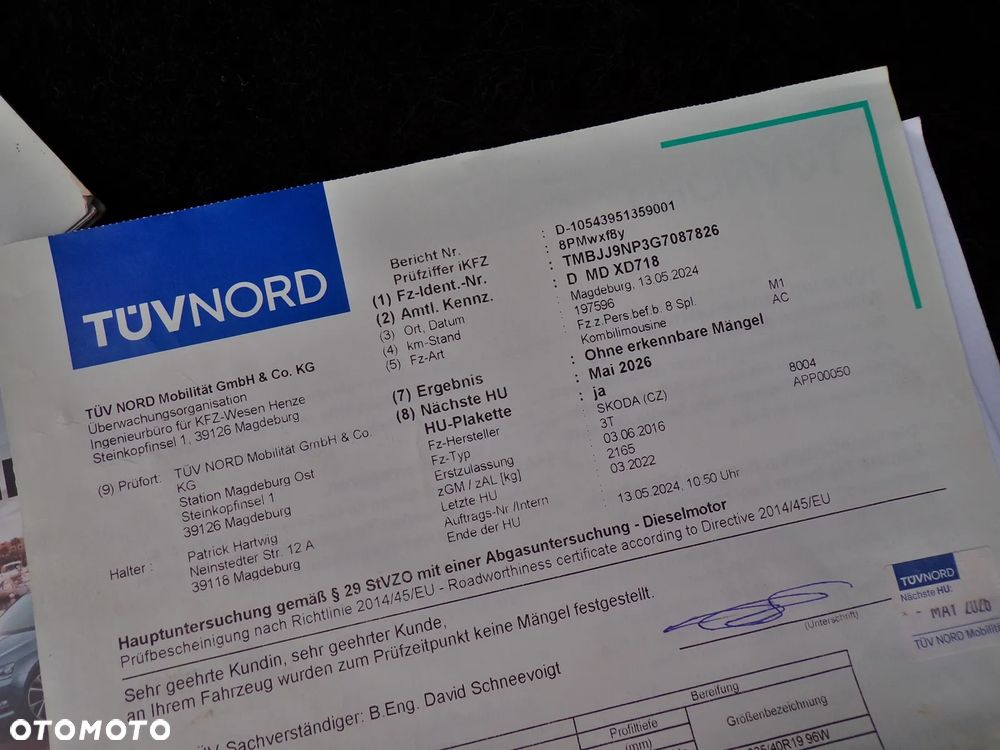 TÜVNORD
TÜV NORD Mobilität GmbH & Co. KG
Überwachungsorganisation
Ingenieurbüro für KFZ-Wesen Henze
Steinkopfinsel 1, 39126 Magdeburg
(9) Prüfort: TÜV NORD Mobilität GmbH & Co.
KG
Station Magdeburg Ost
Steinkopfinsel 1
39126 Magdeburg
Halter : Patrick Hartwig
Neinstedter Str. 12 A
39118 Magdeburg
Bericht Nr. : D-10543951359001
Prüfziffer iKFZ : 8PMwxf8y
(1) Fz-Ident.-Nr. : TMBJJ9NP3G7087826
(2) Amtl. Kennz. : D MD XD718
(3) Ort, Datum : Magdeburg, 13.05.2024
(4) km-Stand : 197596
(5) Fz-Art : Fz.z.Pers.bef.b. 8 Spl. M1
Kombilimousine AC
(7) Ergebnis : Ohne erkennbare Mängel
(8) Nächste HU : Mai 2026
HU-Plakette : ja
Fz-Hersteller : SKODA (CZ) 8004
Fz-Typ : 3T APP00050
Erstzulassung : 03.06.2016
zGM / zAL [kg] : 2165
Letzte HU : 03.2022
Auftrags-Nr /Intern :
Ende der HU : 13.05.2024, 10:50 Uhr
Hauptuntersuchung gemäß § 29 StVZO mit einer Abgasuntersuchung - Dieselmotor
Prüfbescheinigung nach Richtlinie 2014/45/EU - Roadworthiness certificate according to Directive 2014/45/EU
Sehr geehrte Kundin, sehr geehrter Kunde,
an Ihrem Fahrzeug wurden zum Prüfzeitpunkt keine Mängel festgestellt.
(Unterschrift)
TÜVNORD
Nächste HU:
MAI 2026
TÜV NORD Mobilitä
Sachverständiger: B.Eng. David Schneevoigt
Bereifung
Profiltiefe
(mm)
Größenbezeichnung
/40R19 96W
OTOMOTO